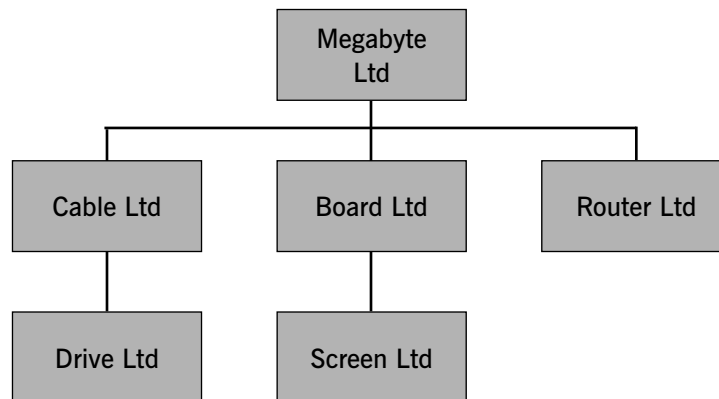 Megabyte
Ltd
Cable Ltd
Board Ltd
Router Ltd
Drive Ltd
Screen Ltd